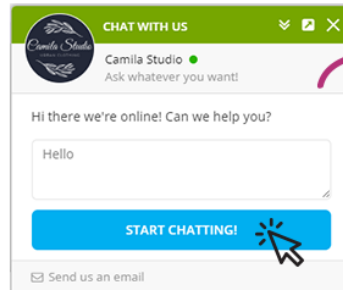 CHAT WITH US
Camila Studio
Camila Studio
Ask whatever you want!
Hi there we're online! Can we help you?
Hello
START CHATTING!
Send us an email